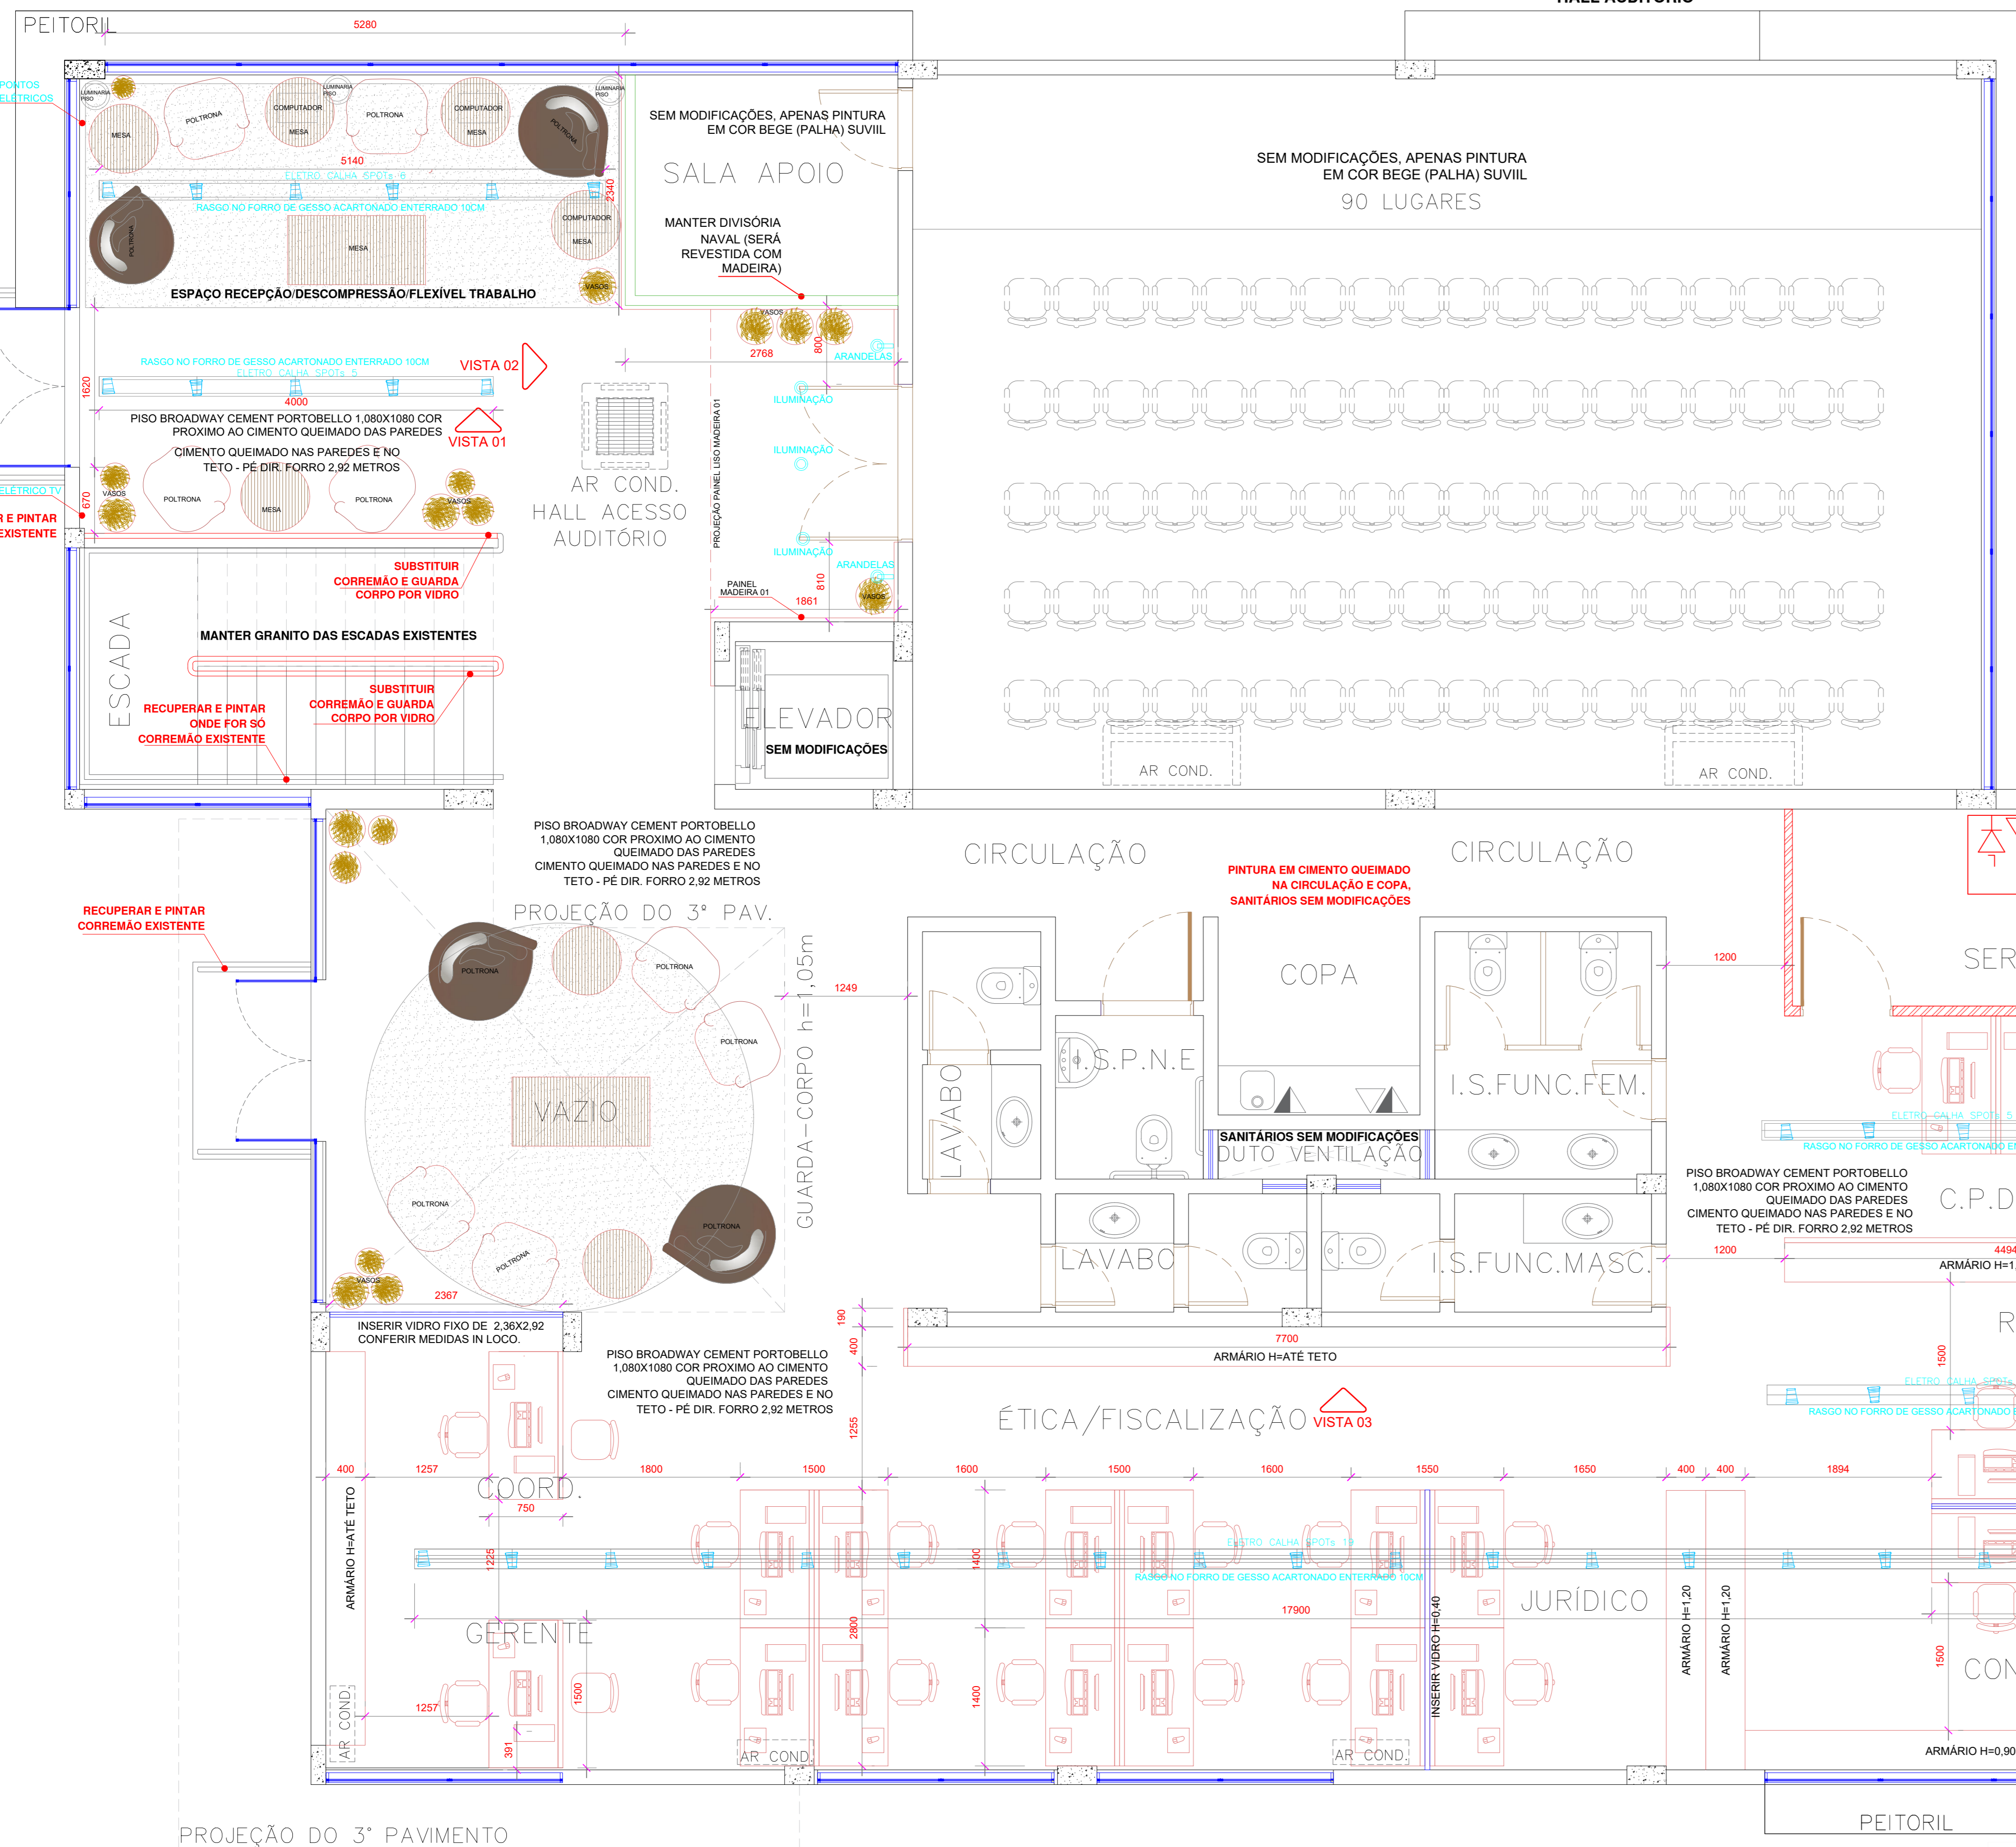 HALL AUDITÓRIO
PEITORIL
5280
PONTOS
ELÉTRICOS
LUMINARIA
PISO
MESA
POLTRONA
COMPUTADOR
MESA
LUMINARIA
PISO
POLTRONA
COMPUTADOR
MESA
LUMINARIA
PISO
POLTRONA
5140
ELETRO CALHA SPOTs 6
RASGO NO FORRO DE GESSO ACARTONADO ENTERRADO 10CM
2340
POLTRONA
MESA
COMPUTADOR
MESA
VASOS
ESPAÇO RECEPÇÃO/DESCOMPRESSÃO/FLEXÍVEL TRABALHO
SEM MODIFICAÇÕES, APENAS PINTURA
EM COR BEGE (PALHA) SUVIIL
SALA APOIO
MANTER DIVISÓRIA
NAVAL (SERÁ
REVESTIDA COM
MADEIRA)
SEM MODIFICAÇÕES, APENAS PINTURA
EM COR BEGE (PALHA) SUVIIL
90 LUGARES
VASOS
2768
800
ARANDELAS
RASGO NO FORRO DE GESSO ACARTONADO ENTERRADO 10CM
ELETRO CALHA SPOTs 5
VISTA 02
1620
4000
PISO BROADWAY CEMENT PORTOBELLO 1,080X1080 COR
PROXIMO AO CIMENTO QUEIMADO DAS PAREDES
VISTA 01
CIMENTO QUEIMADO NAS PAREDES E NO
TETO - PÉ DIR. FORRO 2,92 METROS
ILUMINAÇÃO
ILUMINAÇÃO
ILUMINAÇÃO
PROJEÇÃO PAINEL LISO MADEIRA 01
AR COND.
HALL ACESSO
AUDITÓRIO
ELÉTRICO TV
670
VASOS
POLTRONA
MESA
POLTRONA
VASOS
R E PINTAR
EXISTENTE
SUBSTITUIR
CORREMÃO E GUARDA
CORPO POR VIDRO
ARANDELAS
810
PAINEL
MADEIRA 01
1861
VASOS
ESCADA
MANTER GRANITO DAS ESCADAS EXISTENTES
SUBSTITUIR
CORREMÃO E GUARDA
CORPO POR VIDRO
RECUPERAR E PINTAR
ONDE FOR SÓ
CORREMÃO EXISTENTE
ELEVADOR
SEM MODIFICAÇÕES
AR COND.
AR COND.
PISO BROADWAY CEMENT PORTOBELLO
1,080X1080 COR PROXIMO AO CIMENTO
QUEIMADO DAS PAREDES
CIMENTO QUEIMADO NAS PAREDES E NO
TETO - PÉ DIR. FORRO 2,92 METROS
CIRCULAÇÃO
PINTURA EM CIMENTO QUEIMADO
NA CIRCULAÇÃO E COPA,
SANITÁRIOS SEM MODIFICAÇÕES
CIRCULAÇÃO
RECUPERAR E PINTAR
CORREMÃO EXISTENTE
PROJEÇÃO DO 3º PAV.
POLTRONA
POLTRONA
POLTRONA
VAZIO
POLTRONA
POLTRONA
POLTRONA
VASOS
GUARDA-CORPO h=1,05m
1249
COPA
1200
SER
I.S.P.N.E
LAVABO
I.S.FUNC.FEM.
SANITÁRIOS SEM MODIFICAÇÕES
DUTO VENTILAÇÃO
ELETRO CALHA SPOTs 5
RASGO NO FORRO DE GESSO ACARTONADO EN
PISO BROADWAY CEMENT PORTOBELLO
1,080X1080 COR PROXIMO AO CIMENTO
QUEIMADO DAS PAREDES
CIMENTO QUEIMADO NAS PAREDES E NO
TETO - PÉ DIR. FORRO 2,92 METROS
C.P.D
LAVABO
I.S.FUNC.MASC.
1200
4494
ARMÁRIO H=1,
2367
INSERIR VIDRO FIXO DE 2,36X2,92
CONFERIR MEDIDAS IN LOCO.
190
400
7700
ARMÁRIO H=ATÉ TETO
PISO BROADWAY CEMENT PORTOBELLO
1,080X1080 COR PROXIMO AO CIMENTO
QUEIMADO DAS PAREDES
CIMENTO QUEIMADO NAS PAREDES E NO
TETO - PÉ DIR. FORRO 2,92 METROS
R
1500
ELETRO CALHA SPOTs
RASGO NO FORRO DE GESSO ACARTONADO E
1255
ÉTICA/FISCALIZAÇÃO
VISTA 03
400
1257
1800
1500
1600
1500
1600
1550
1650
400
400
1894
COORD.
750
ARMÁRIO H=ATÉ TETO
1225
1400
ELETRO CALHA SPOTs 19
RASGO NO FORRO DE GESSO ACARTONADO ENTERRADO 10CM
17900
INSERIR VIDRO H=0,40
JURÍDICO
ARMÁRIO H=1,20
ARMÁRIO H=1,20
GERENTE
2800
1500
1400
1500
CON
1257
391
AR COND.
AR COND.
AR COND.
ARMÁRIO H=0,90
PEITORIL
PROJEÇÃO DO 3° PAVIMENTO